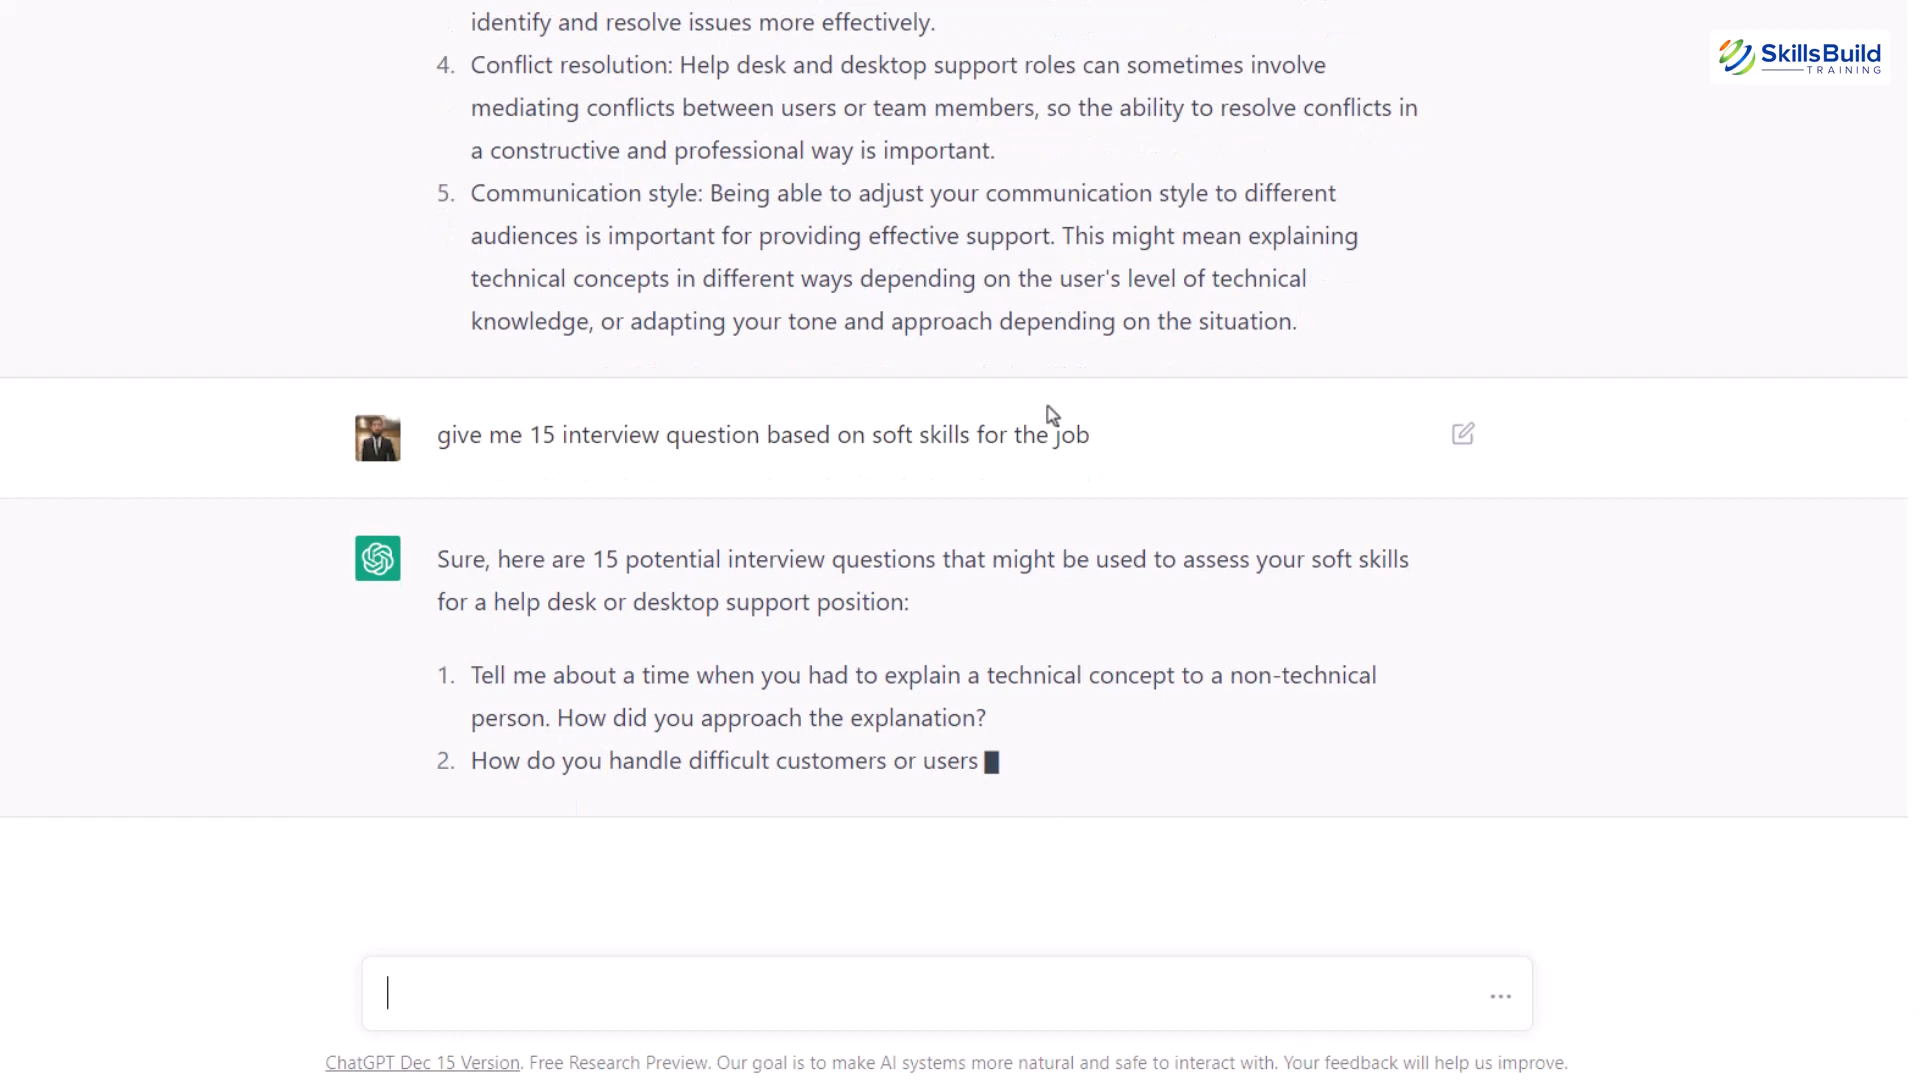 identify and resolve issues more effectively.
SkillsBuild
TRAINING
4. Conflict resolution: Help desk and desktop support roles can sometimes involve
mediating conflicts between users or team members, so the ability to resolve conflicts in
a constructive and professional way is important.
5. Communication style: Being able to adjust your communication style to different
audiences is important for providing effective support. This might mean explaining
technical concepts in different ways depending on the user's level of technical
knowledge, or adapting your tone and approach depending on the situation.
give me 15 interview question based on soft skills for the job
Sure, here are 15 potential interview questions that might be used to assess your soft skills
for a help desk or desktop support position:
1. Tell me about a time when you had to explain a technical concept to a non-technical
person. How did you approach the explanation?
2. How do you handle difficult customers or users
ChatGPT Dec 15 Version. Free Research Preview. Our goal is to make AI systems more natural and safe to interact with. Your feedback will help us improve.